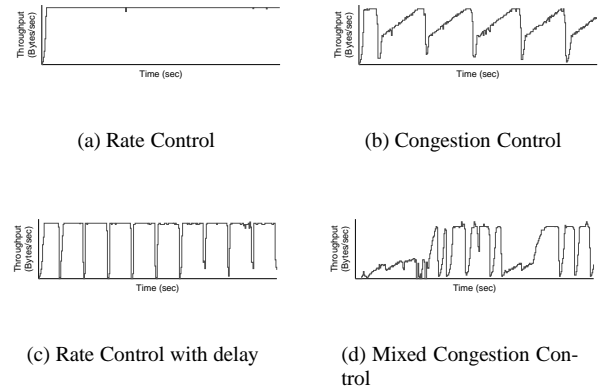 Throughput
(Bytes/sec)
Time (sec)
(a) Rate Control
Throughput
(Bytes/sec)
Time (sec)
(b) Congestion Control
Throughput
(Bytes/sec)
Time (sec)
(c) Rate Control with delay
Throughput
(Bytes/sec)
Time (sec)
(d) Mixed Congestion Con-
trol